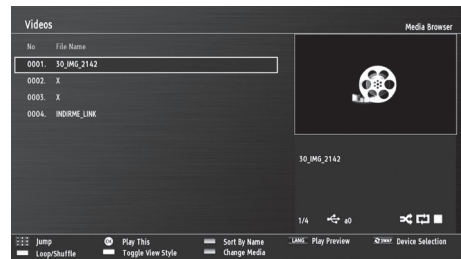 Videos
Media Browser
No File Name
0001. 30_IMG_2142
0002. X
0003. X
0004. INDIRME_LINK
30_IMG_2142
1/4 a0
Jump OK Play This Sort By Name LANG Play Preview SWAP Device Selection
Loop/Shuffle Toggle View Style Change Media